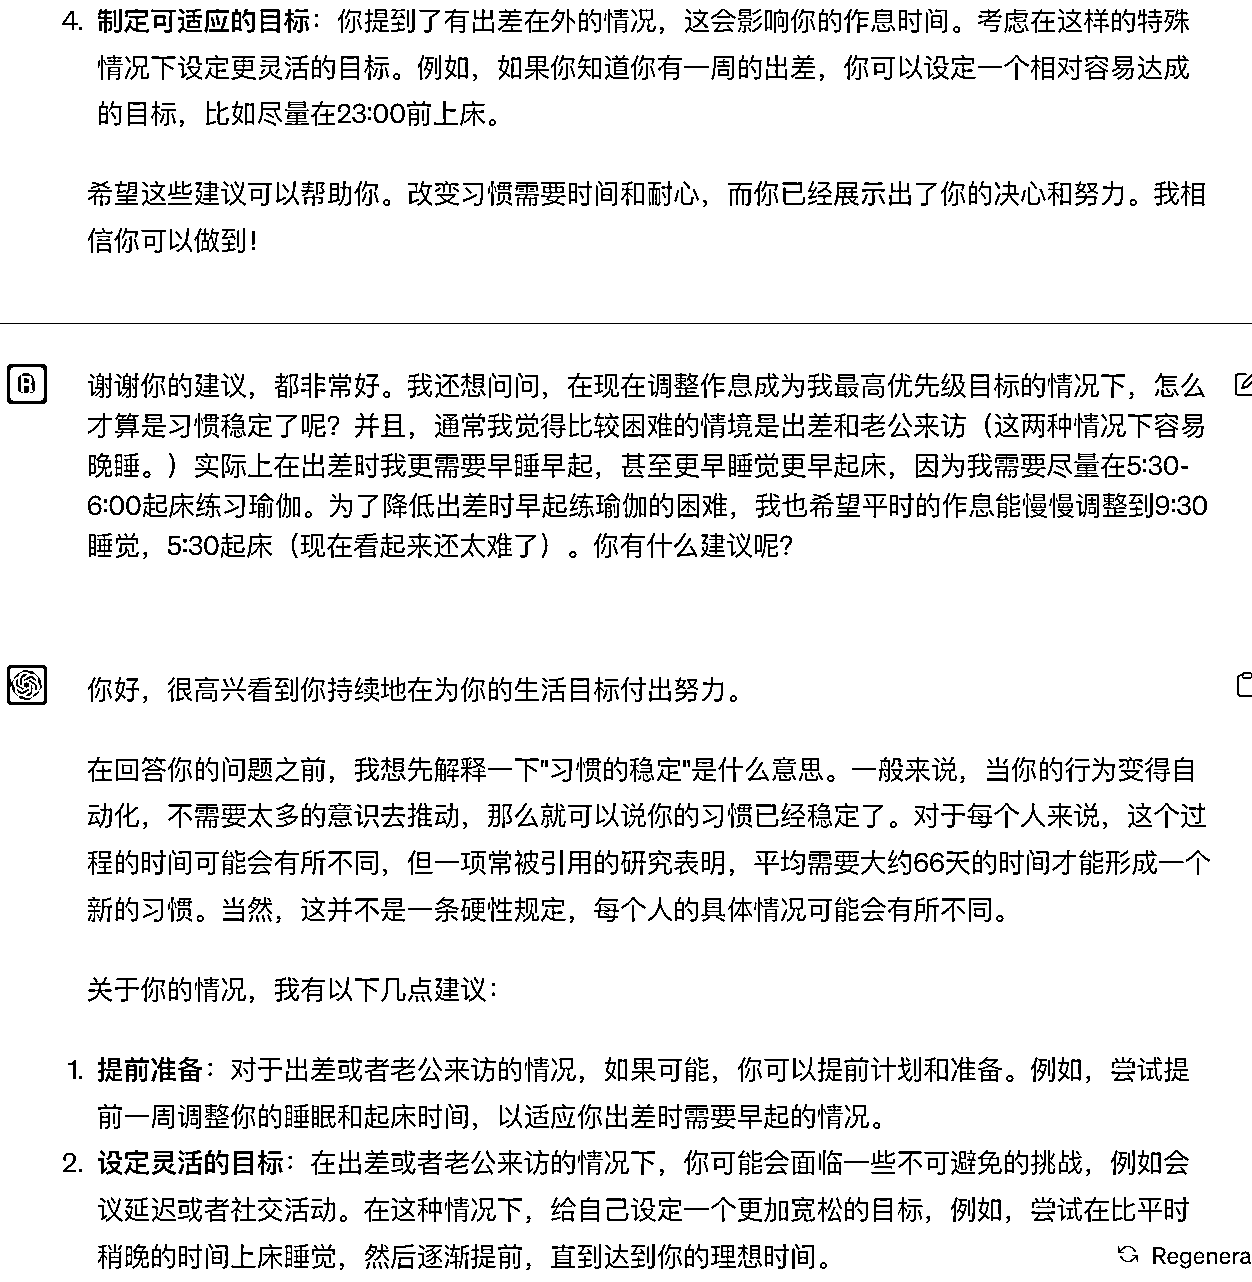 4. 制定可适应的目标：你提到了有出差在外的情况，这会影响你的作息时间。考虑在这样的特殊
情况下设定更灵活的目标。例如，如果你知道你有一周的出差，你可以设定一个相对容易达成
的目标，比如尽量在23:00前上床。
希望这些建议可以帮助你。改变习惯需要时间和耐心，而你已经展示出了你的决心和努力。我相
信你可以做到！
谢谢你的建议，都非常好。我还想问问，在现在调整作息成为我最高优先级目标的情况下，怎么
才算是习惯稳定了呢？并且，通常我觉得比较困难的情境是出差和老公来访（这两种情况下容易
晚睡。）实际上在出差时我更需要早睡早起，甚至更早睡觉更早起床，因为我需要尽量在5:30-
6:00起床练习瑜伽。为了降低出差时早起练瑜伽的困难，我也希望平时的作息能慢慢调整到9:30
睡觉，5:30起床（现在看起来还太难了）。你有什么建议呢？
你好，很高兴看到你持续地在为你的生活目标付出努力。
在回答你的问题之前，我想先解释一下"习惯的稳定"是什么意思。一般来说，当你的行为变得自
动化，不需要太多的意识去推动，那么就可以说你的习惯已经稳定了。对于每个人来说，这个过
程的时间可能会有所不同，但一项常被引用的研究表明，平均需要大约66天的时间才能形成一个
新的习惯。当然，这并不是一条硬性规定，每个人的具体情况可能会有所不同。
关于你的情况，我有以下几点建议：
1. 提前准备：对于出差或者老公来访的情况，如果可能，你可以提前计划和准备。例如，尝试提
前一周调整你的睡眠和起床时间，以适应你出差时需要早起的情况。
2. 设定灵活的目标：在出差或者老公来访的情况下，你可能会面临一些不可避免的挑战，例如会
议延迟或者社交活动。在这种情况下，给自己设定一个更加宽松的目标，例如，尝试在比平时
稍晚的时间上床睡觉，然后逐渐提前，直到达到你的理想时间。
Regenera